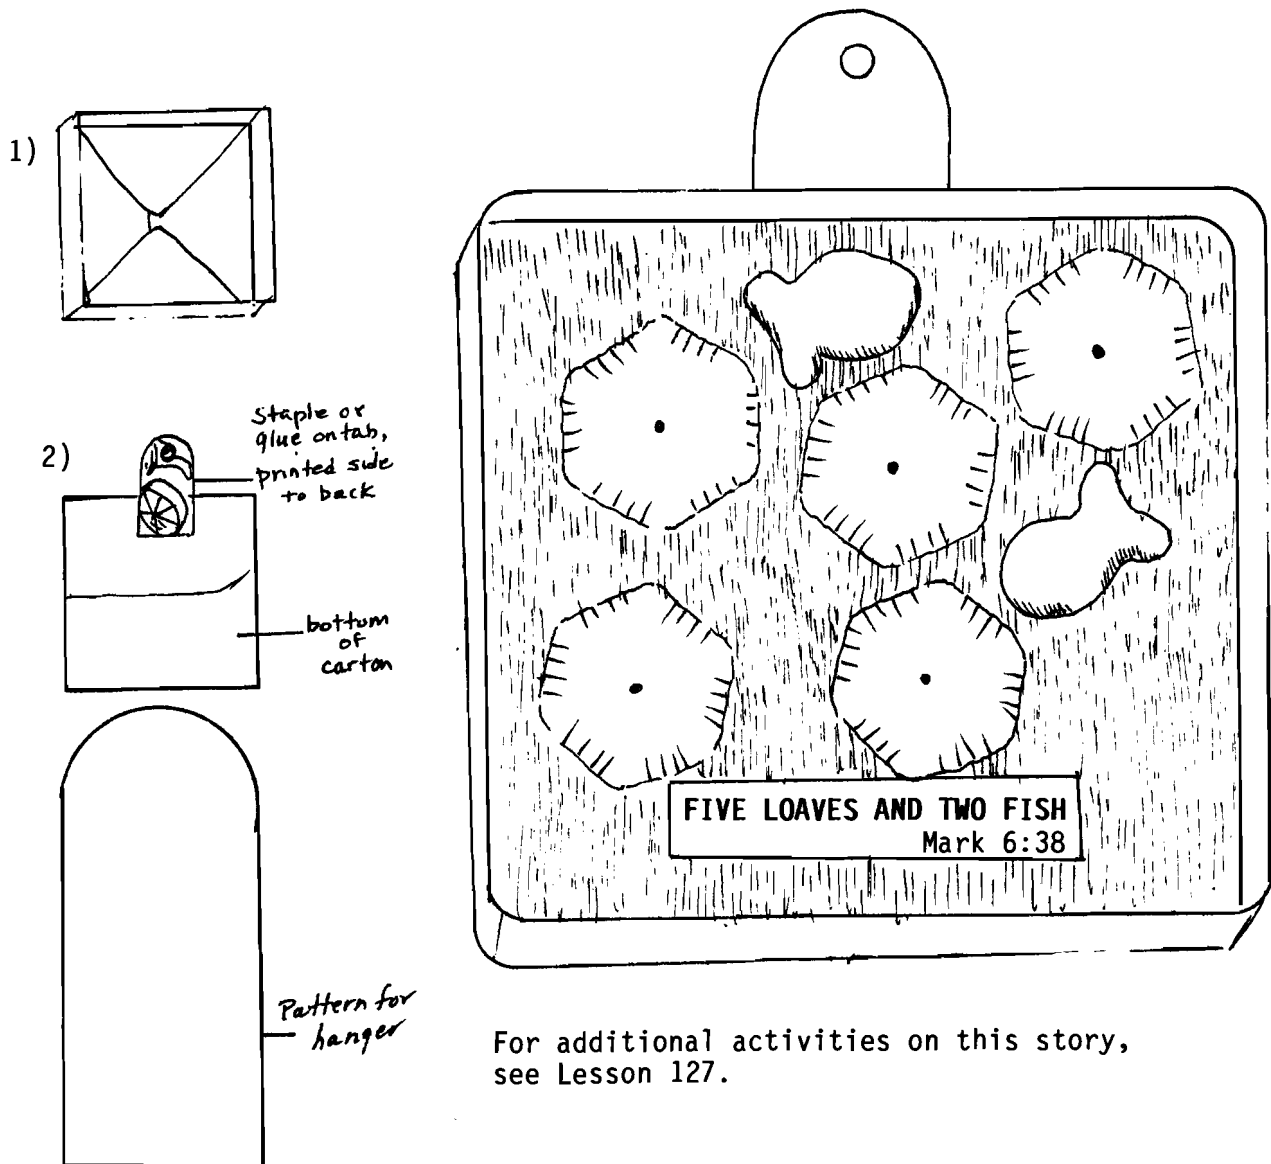 1)
2)
Staple or
glue on tab,
printed side
to back
bottom
of
carton
Pattern for
hanger
FIVE LOAVES AND TWO FISH
Mark 6:38
For additional activities on this story,
see Lesson 127.